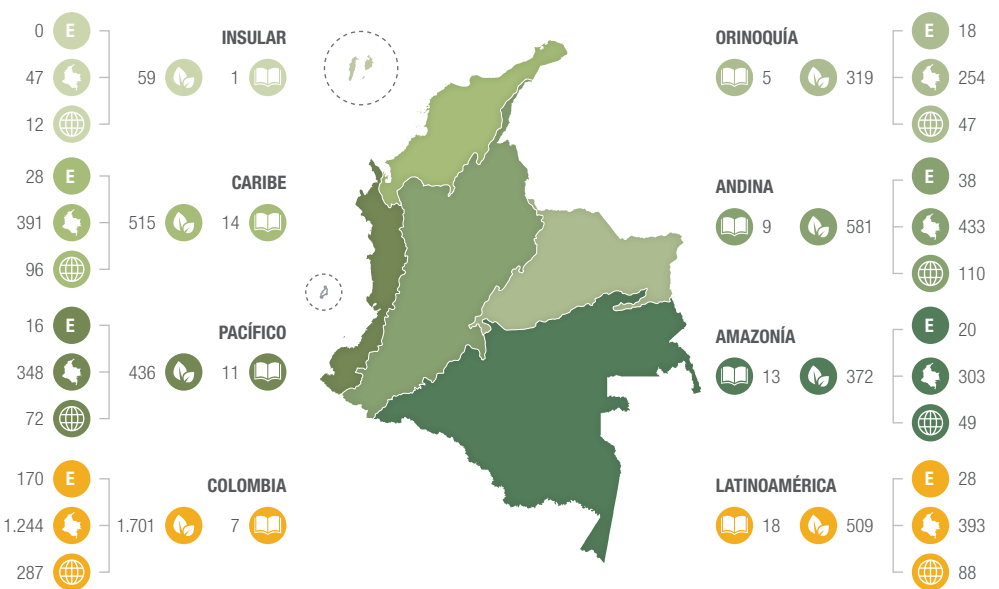 INSULAR
0 E
47
12
59
1
CARIBE
28 E
391
96
515
14
PACÍFICO
16 E
348
72
436
11
COLOMBIA
170 E
1.244
287
1.701
7
ORINOQUÍA
5
319
E 18
254
47
ANDINA
9
581
E 38
433
110
AMAZONÍA
13
372
E 20
303
49
LATINOAMÉRICA
18
509
E 28
393
88